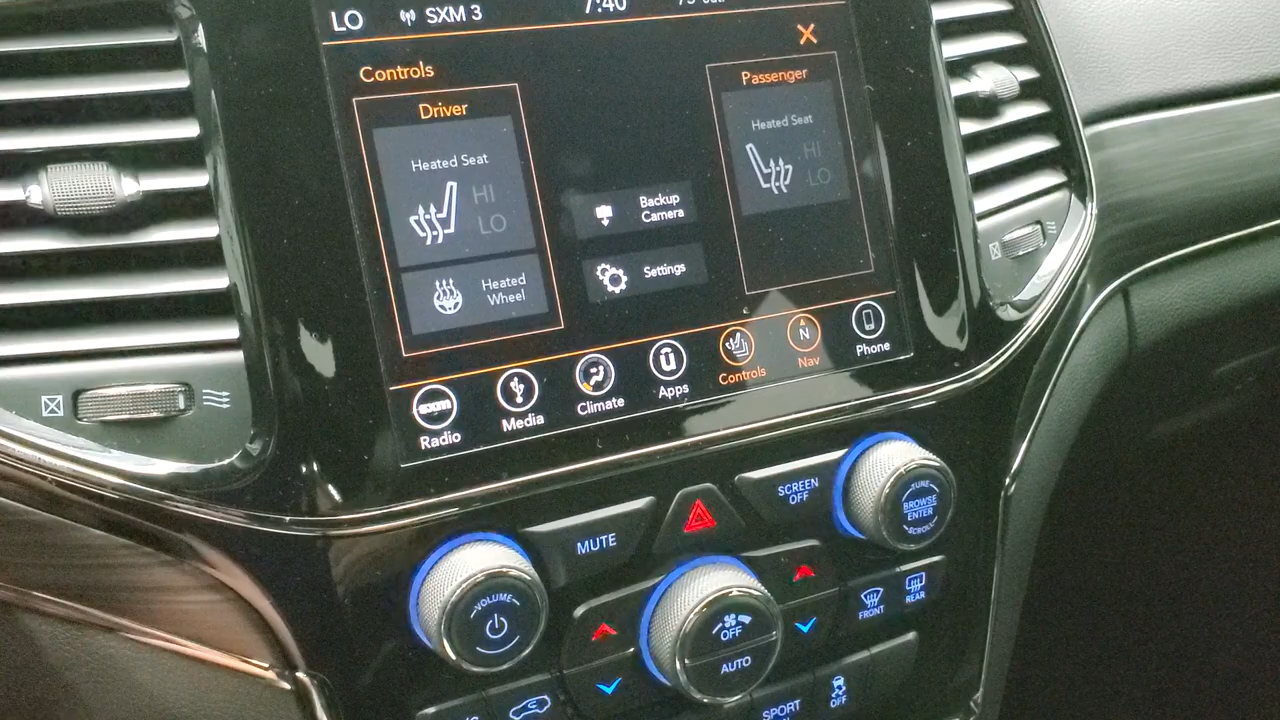 LO
SXM 3
7:40
Controls
Driver
Heated Seat
HI
LO
Heated
Wheel
Backup
Camera
Settings
Passenger
Heated Seat
HI
LO
sxm
Radio
Media
Climate
Apps
Controls
N
Nav
Phone
MUTE
SCREEN
OFF
TUNE
BROWSE
ENTER
SCROLL
VOLUME
OFF
AUTO
FRONT
REAR
SPORT
OFF